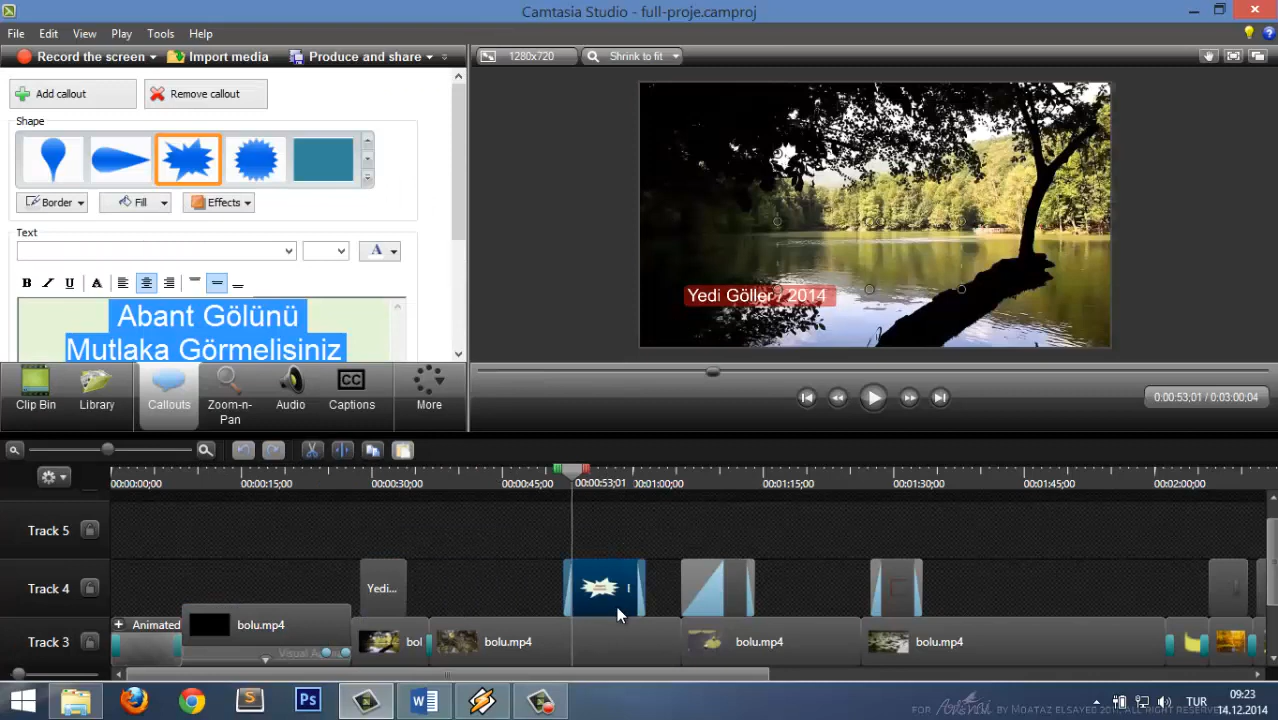 Camtasia Studio - full-proje.camproj
File Edit View Play Tools Help
Record the screen Import media Produce and share
1280x720 Shrink to fit
Add callout Remove callout
Shape
Border Fill Effects
Text
A
B I U A
Abant Gölünü
Mutlaka Görmelisiniz
Yedi Göller / 2014
Clip Bin Library Callouts Zoom-n-Pan Audio CC Captions More
0:00:53;01 / 0:03:00;04
00:00:00;00 00:00:15;00 00:00:30;00 00:00:45;00 00:00:53;01 00:01:00;00 00:01:15;00 00:01:30;00 00:01:45;00 00:02:00;00
Track 5
Track 4 Yedi...
Track 3 + Animated bolu.mp4 bol bolu.mp4 bolu.mp4 bolu.mp4
Visual A
Ps
TUR
09:23
14.12.2014
FOR BY MOATAZ ELSAYED